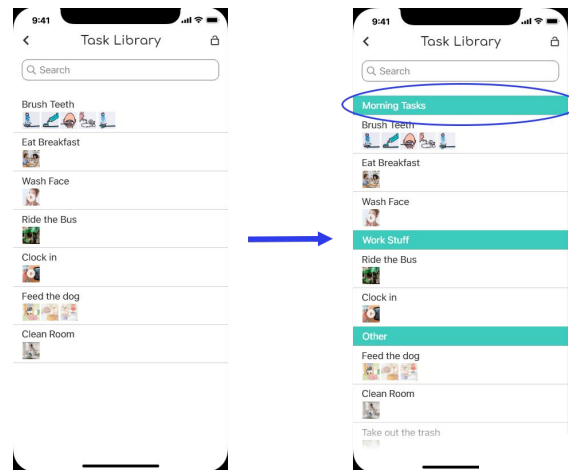 9:41
Task Library
Search
Brush Teeth
Eat Breakfast
Wash Face
Ride the Bus
Clock in
Feed the dog
Clean Room
9:41
Task Library
Search
Morning Tasks
Brush Teeth
Eat Breakfast
Wash Face
Work Stuff
Ride the Bus
Clock in
Other
Feed the dog
Clean Room
Take out the trash